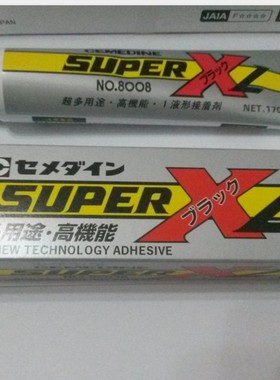 JAPAN
JAIA
CEMEDINE
SUPER X
ブラック
NO.8008
超多用途・高機能・1液形接着剤
NET.170
セメダイン
SUPER X
ブラック
用途・高機能
NEW TECHNOLOGY ADHESIVE